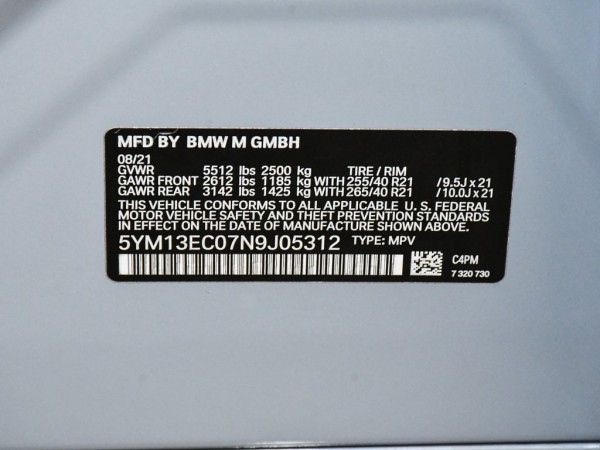 MFD BY BMW M GMBH
08/21
GVWR 5512 lbs 2500 kg TIRE / RIM
GAWR FRONT 2612 lbs 1185 kg WITH 255/40 R21 / 9.5J x 21
GAWR REAR 3142 lbs 1425 kg WITH 265/40 R21 / 10.0J x 21
THIS VEHICLE CONFORMS TO ALL APPLICABLE U. S. FEDERAL
MOTOR VEHICLE SAFETY AND THEFT PREVENTION STANDARDS
IN EFFECT ON THE DATE OF MANUFACTURE SHOWN ABOVE.
5YM13EC07N9J05312 TYPE: MPV
C4PM
7 320 730